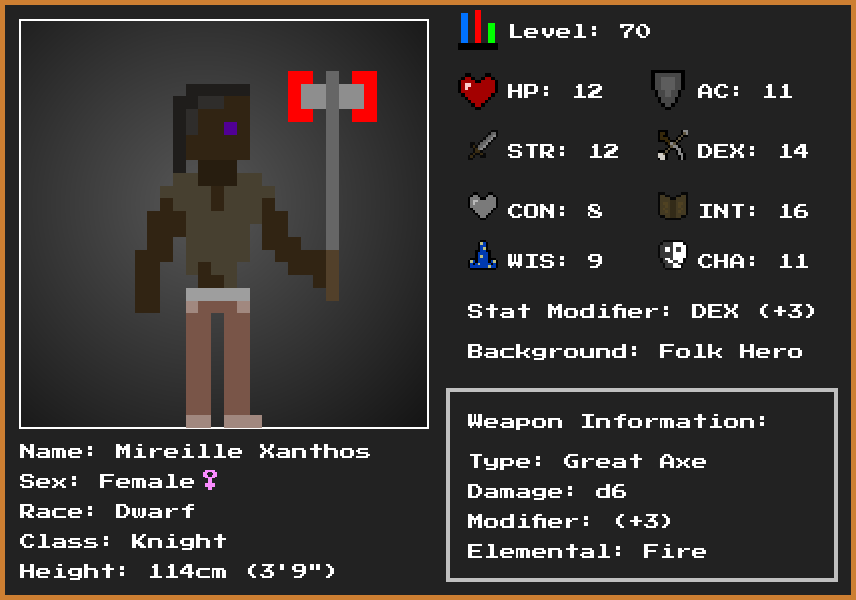 Level: 70
HP: 12
AC: 11
STR: 12
DEX: 14
CON: 8
INT: 16
WIS: 9
CHA: 11
Stat Modifier: DEX (+3)
Background: Folk Hero
Weapon Information:
Type: Great Axe
Damage: d6
Modifier: (+3)
Elemental: Fire
Name: Mireille Xanthos
Sex: Female♀
Race: Dwarf
Class: Knight
Height: 114cm (3'9")